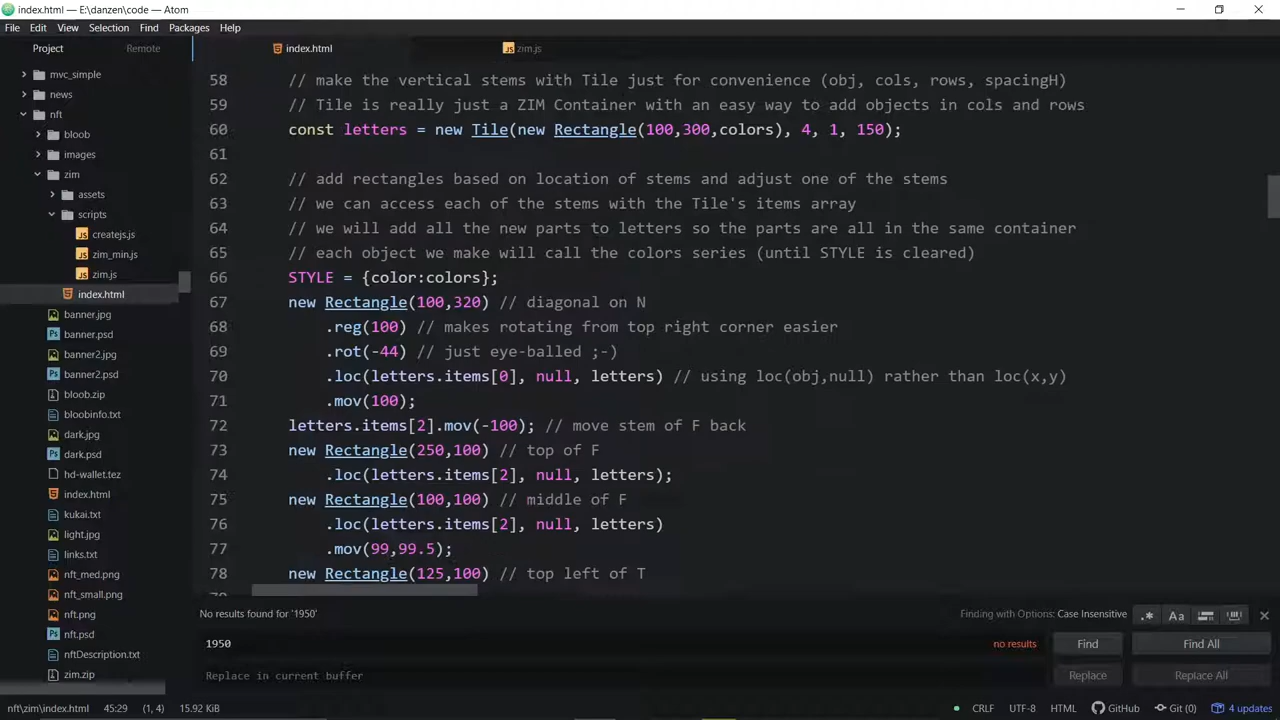 index.html — E:\danzen\code — Atom
File Edit View Selection Find Packages Help
Project Remote
index.html
zim.js
mvc_simple
news
nft
bloob
images
zim
assets
scripts
createjs.js
zim_min.js
zim.js
index.html
banner.jpg
banner.psd
banner2.jpg
banner2.psd
bloob.zip
bloobinfo.txt
dark.jpg
dark.psd
hd-wallet.tez
index.html
kukai.txt
light.jpg
links.txt
nft_med.png
nft_small.png
nft.png
nft.psd
nftDescription.txt
zim.zip
58 // make the vertical stems with Tile just for convenience (obj, cols, rows, spacingH)
59 // Tile is really just a ZIM Container with an easy way to add objects in cols and rows
60 const letters = new Tile(new Rectangle(100,300,colors), 4, 1, 150);
61
62 // add rectangles based on location of stems and adjust one of the stems
63 // we can access each of the stems with the Tile's items array
64 // we will add all the new parts to letters so the parts are all in the same container
65 // each object we make will call the colors series (until STYLE is cleared)
66 STYLE = {color:colors};
67 new Rectangle(100,320) // diagonal on N
68 .reg(100) // makes rotating from top right corner easier
69 .rot(-44) // just eye-balled ;-)
70 .loc(letters.items[0], null, letters) // using loc(obj,null) rather than loc(x,y)
71 .mov(100);
72 letters.items[2].mov(-100); // move stem of F back
73 new Rectangle(250,100) // top of F
74 .loc(letters.items[2], null, letters);
75 new Rectangle(100,100) // middle of F
76 .loc(letters.items[2], null, letters)
77 .mov(99,99.5);
78 new Rectangle(125,100) // top left of T
No results found for '1950'
Finding with Options: Case Insensitive
.* Aa
1950
no results
Find
Find All
Replace in current buffer
Replace
Replace All
nft\zim\index.html 45:29 (1, 4) 15.92 KiB
CRLF UTF-8 HTML GitHub Git (0) 4 updates